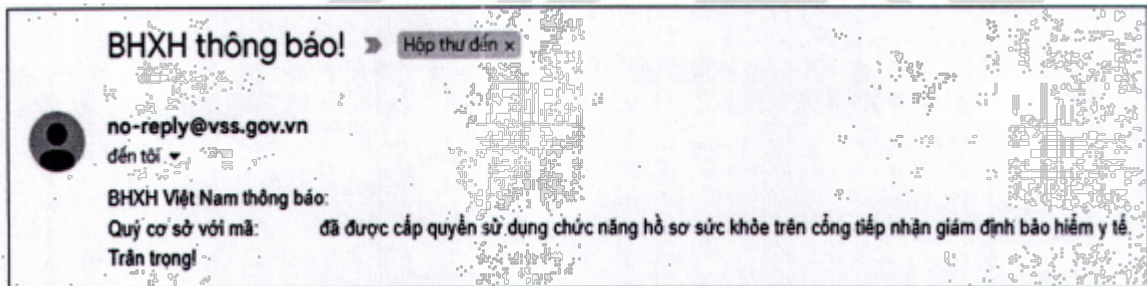 BHXH thông báo! Hộp thư đến ×
no-reply@vss.gov.vn
đến tôi
BHXH Việt Nam thông báo:
Quý cơ sở với mã: đã được cấp quyền sử dụng chức năng hồ sơ sức khỏe trên cổng tiếp nhận giám định bảo hiểm y tế.
Trân trọng!